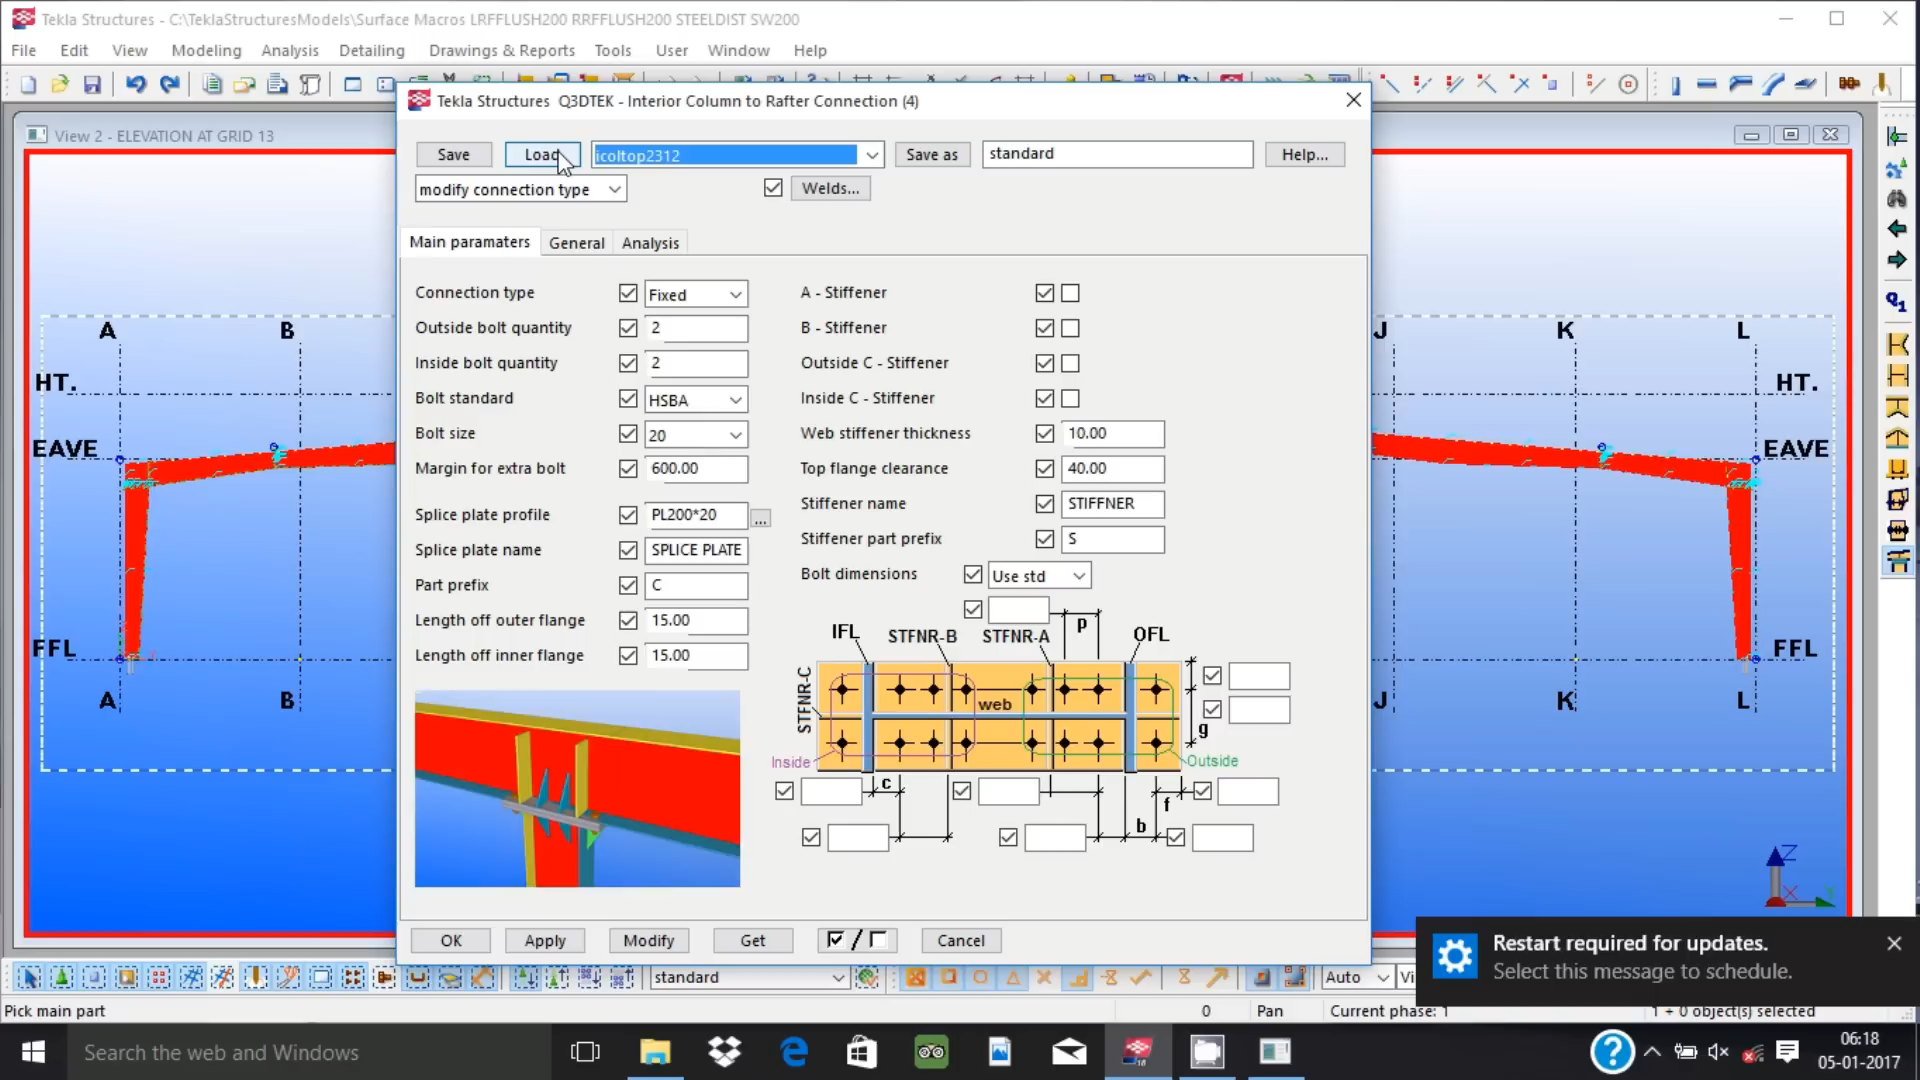 Tekla Structures - C:\TeklaStructuresModels\Surface Macros LRFFLUSH200 RRFFLUSH200 STEELDIST SW200
File Edit View Modeling Analysis Detailing Drawings & Reports Tools User Window Help
Tekla Structures Q3DTEK - Interior Column to Rafter Connection (4)
View 2 - ELEVATION AT GRID 13
Save Load icoltop2312 Save as standard Help...
modify connection type Welds...
Main paramaters General Analysis
Connection type Fixed
Outside bolt quantity 2
Inside bolt quantity 2
Bolt standard HSBA
Bolt size 20
Margin for extra bolt 600.00
Splice plate profile PL200*20 ...
Splice plate name SPLICE PLATE
Part prefix C
Length off outer flange 15.00
Length off inner flange 15.00
A - Stiffener
B - Stiffener
Outside C - Stiffener
Inside C - Stiffener
Web stiffener thickness 10.00
Top flange clearance 40.00
Stiffener name STIFFNER
Stiffener part prefix S
Bolt dimensions Use std
p
IFL STFNR-B STFNR-A OFL
STFNR-C
web
g
Inside Outside
c
f
b
A B J K L
HT. HT.
EAVE EAVE
FFL FFL
A B J K L
Z
X Y
OK Apply Modify Get / Cancel
Restart required for updates.
Select this message to schedule.
standard Auto Vi
Pick main part 0 Pan Current phase: 1 1 + 0 object(s) selected
Search the web and Windows
18
06:18
05-01-2017